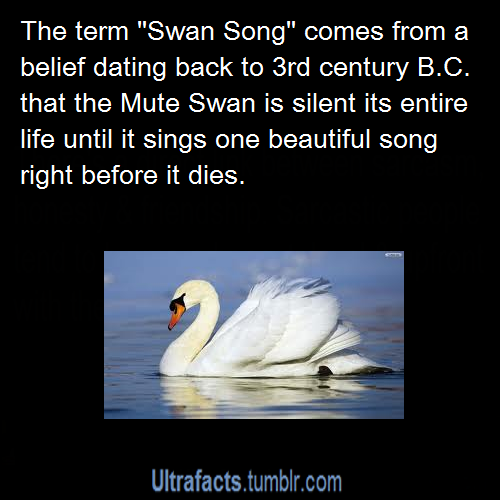 The term "Swan Song" comes from a
belief dating back to 3rd century B.C.
that the Mute Swan is silent its entire
life until it sings one beautiful song
right before it dies.
Ultrafacts.tumblr.com